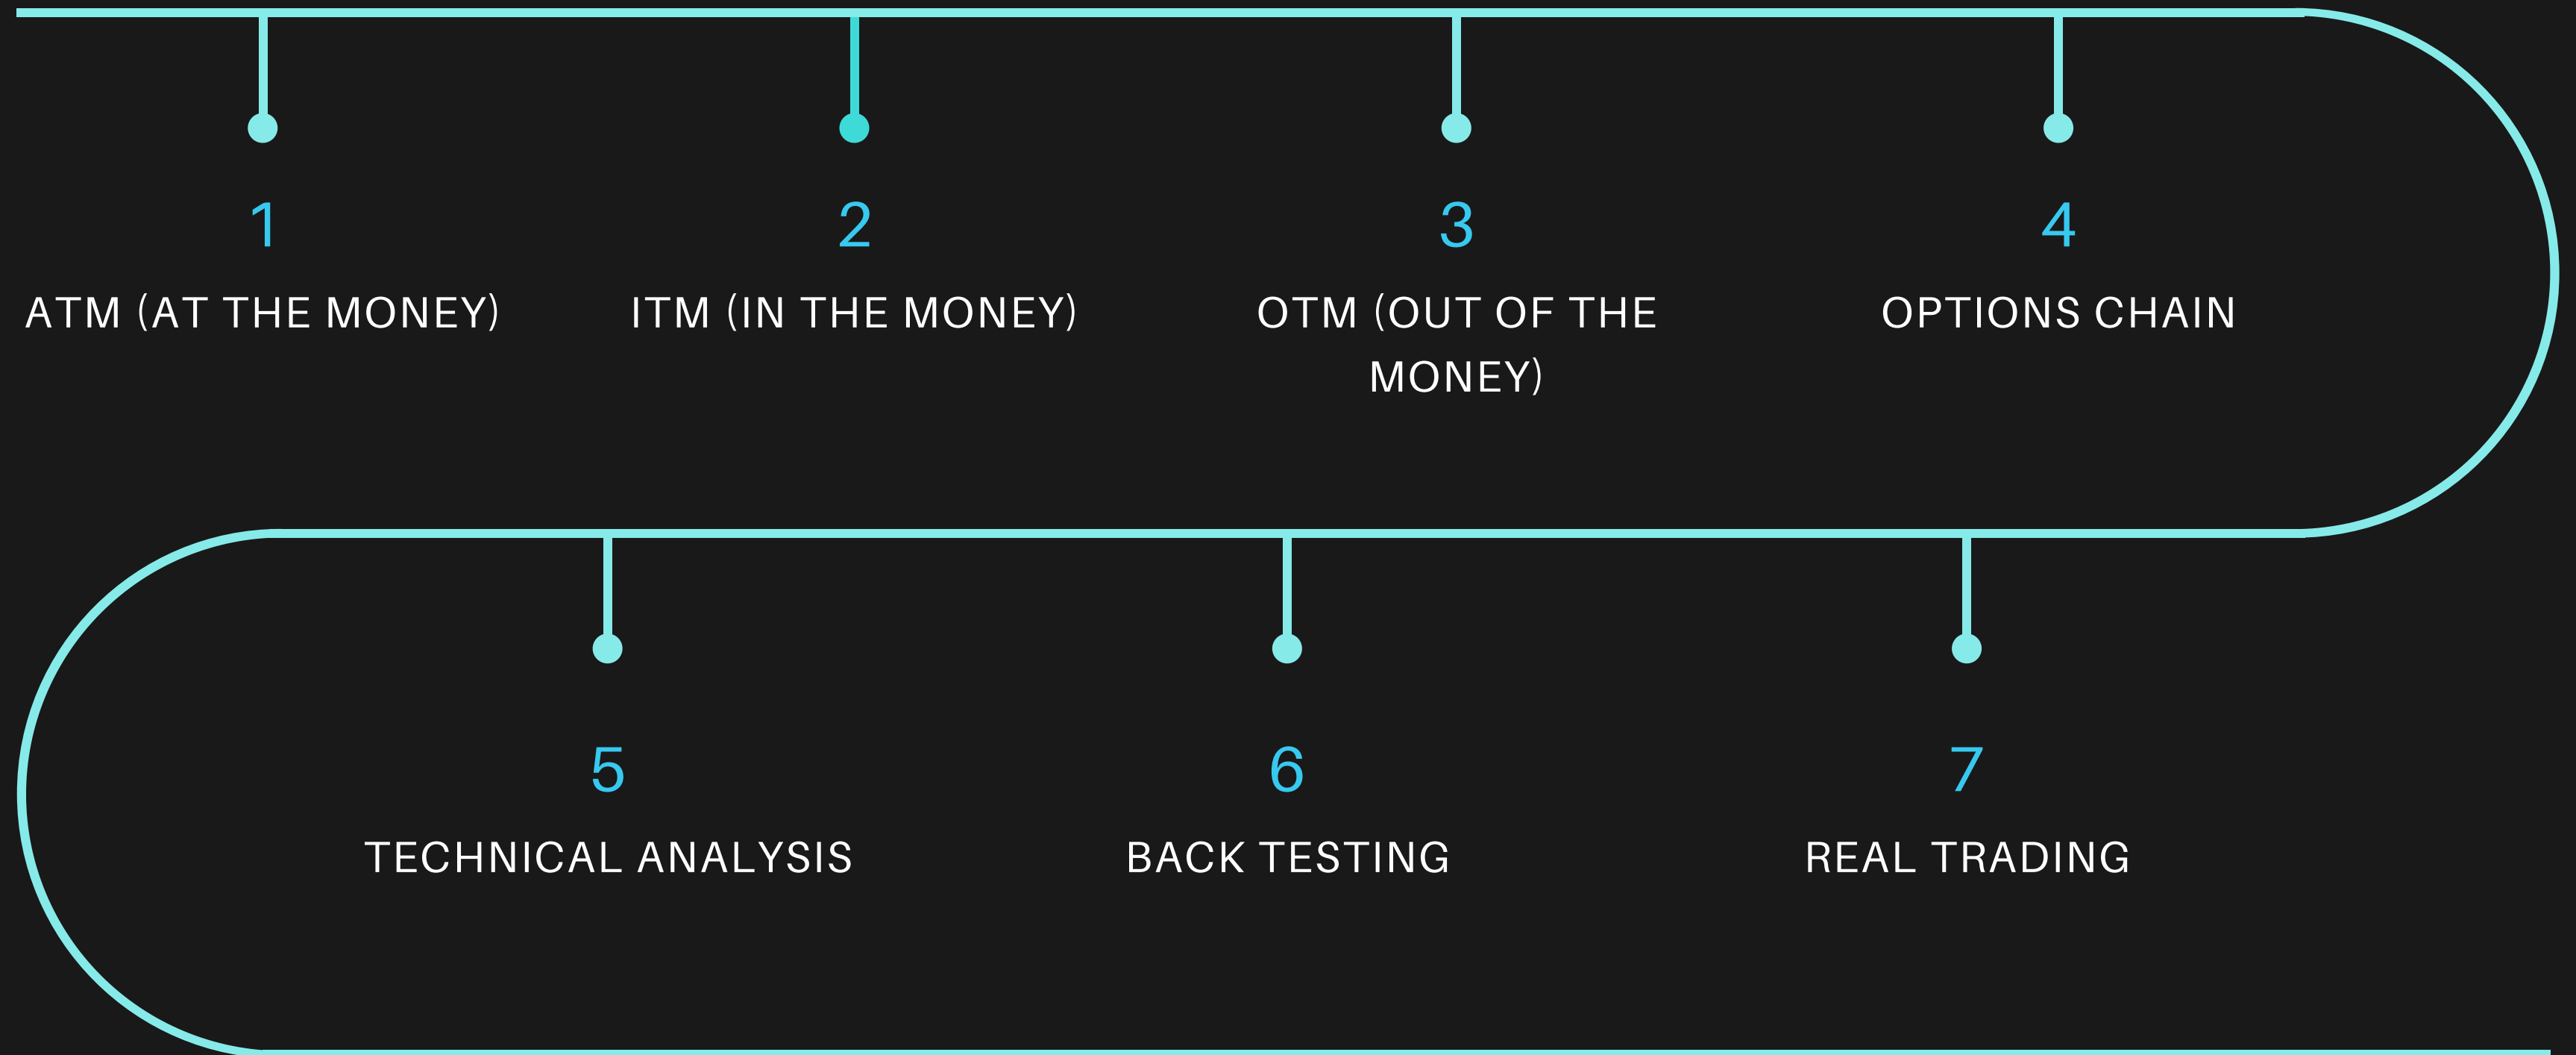 1
ATM (AT THE MONEY)
2
ITM (IN THE MONEY)
3
OTM (OUT OF THE
MONEY)
4
OPTIONS CHAIN
5
TECHNICAL ANALYSIS
6
BACK TESTING
7
REAL TRADING